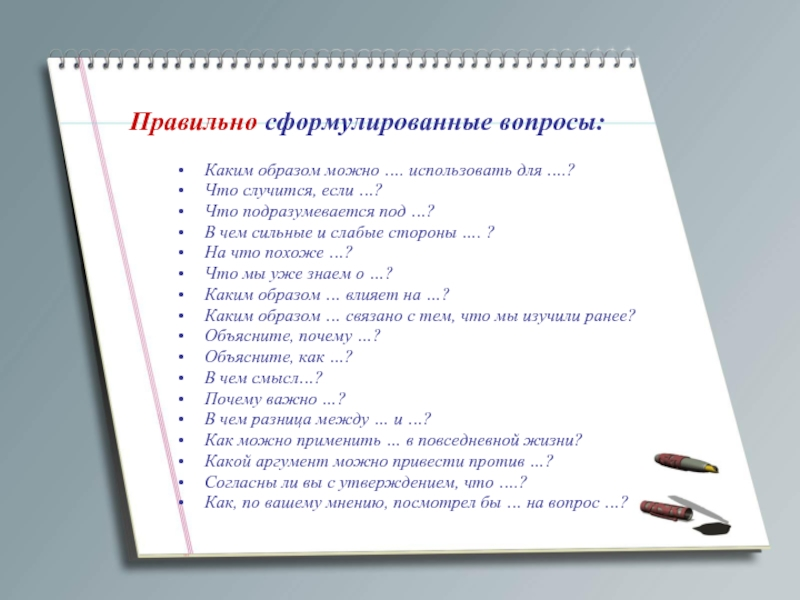 Правильно сформулированные вопросы:
• Каким образом можно …. использовать для ….?
• Что случится, если …?
• Что подразумевается под …?
• В чем сильные и слабые стороны …. ?
• На что похоже …?
• Что мы уже знаем о …?
• Каким образом … влияет на …?
• Каким образом … связано с тем, что мы изучили ранее?
• Объясните, почему …?
• Объясните, как …?
• В чем смысл…?
• Почему важно …?
• В чем разница между … и …?
• Как можно применить … в повседневной жизни?
• Какой аргумент можно привести против …?
• Согласны ли вы с утверждением, что ….?
• Как, по вашему мнению, посмотрел бы … на вопрос …?